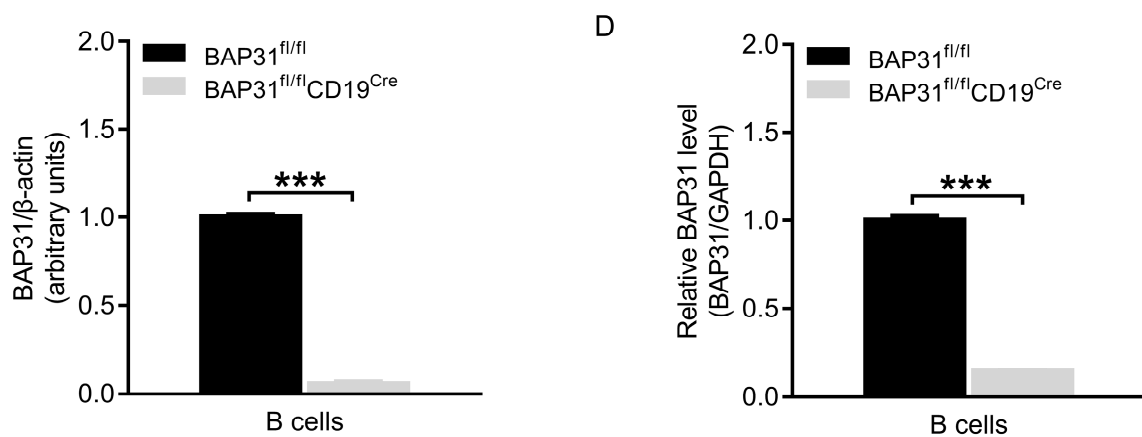 BAP31/β-actin
(arbitrary units)
2.0
1.5
1.0
0.5
0.0
BAP31fl/fl
BAP31fl/flCD19Cre
***
B cells
D
Relative BAP31 level
(BAP31/GAPDH)
2.0
1.5
1.0
0.5
0.0
BAP31fl/fl
BAP31fl/flCD19Cre
***
B cells